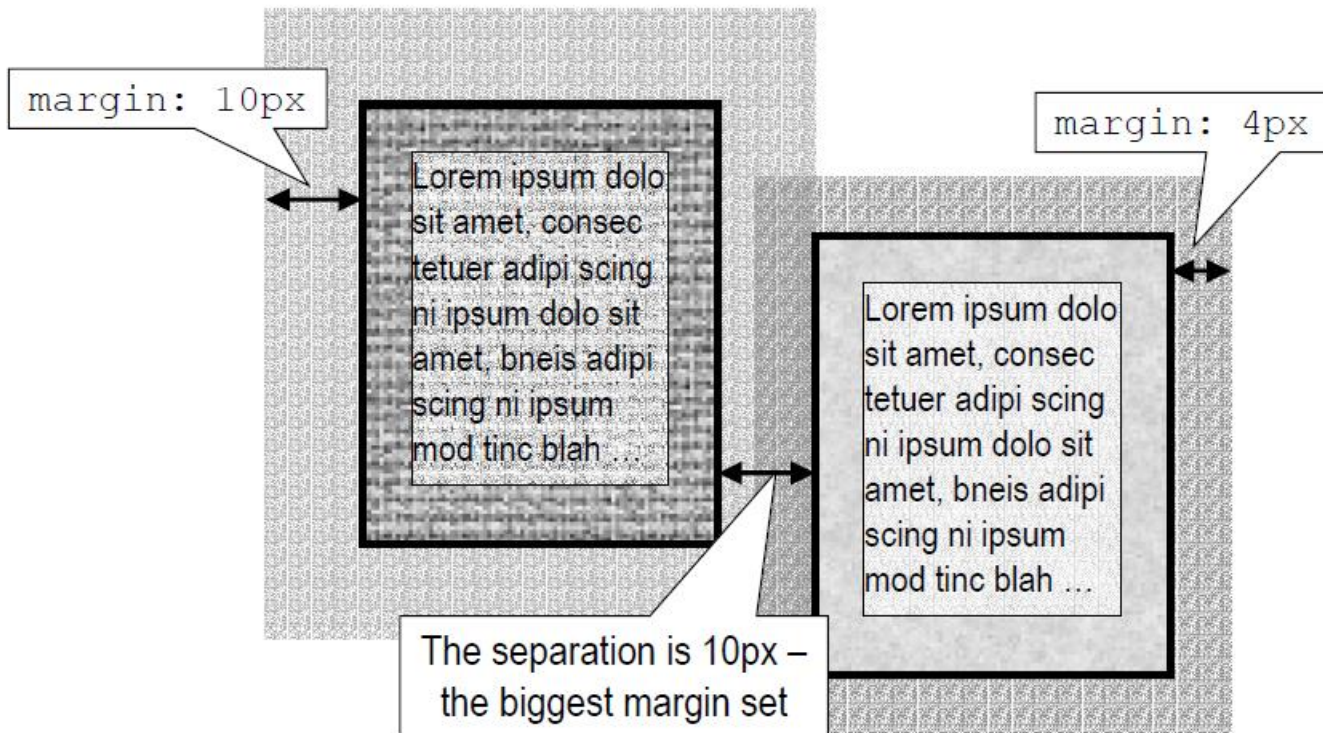 margin: 10px
margin: 4px
Lorem ipsum dolo
sit amet, consec
tetuer adipi scing
ni ipsum dolo sit
amet, bneis adipi
scing ni ipsum
mod tinc blah …
Lorem ipsum dolo
sit amet, consec
tetuer adipi scing
ni ipsum dolo sit
amet, bneis adipi
scing ni ipsum
mod tinc blah …
The separation is 10px –
the biggest margin set